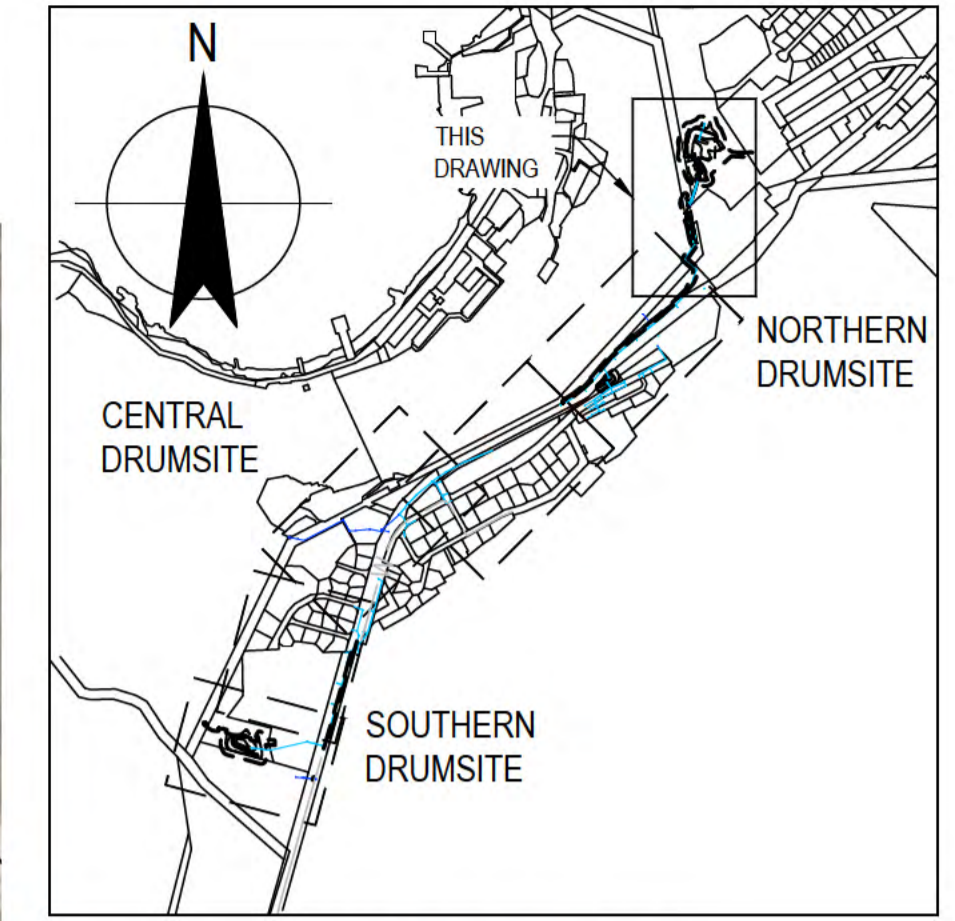 N
THIS
DRAWING
NORTHERN
DRUMSITE
CENTRAL
DRUMSITE
SOUTHERN
DRUMSITE